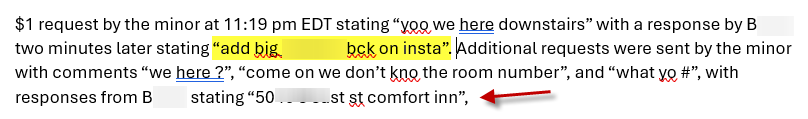 $1 request by the minor at 11:19 pm EDT stating “yoo we here downstairs” with a response by B
two minutes later stating “add big bck on insta”. Additional requests were sent by the minor
with comments “we here ?”, “come on we don’t kno the room number”, and “what yo #”, with
responses from B stating “50 st comfort inn”,